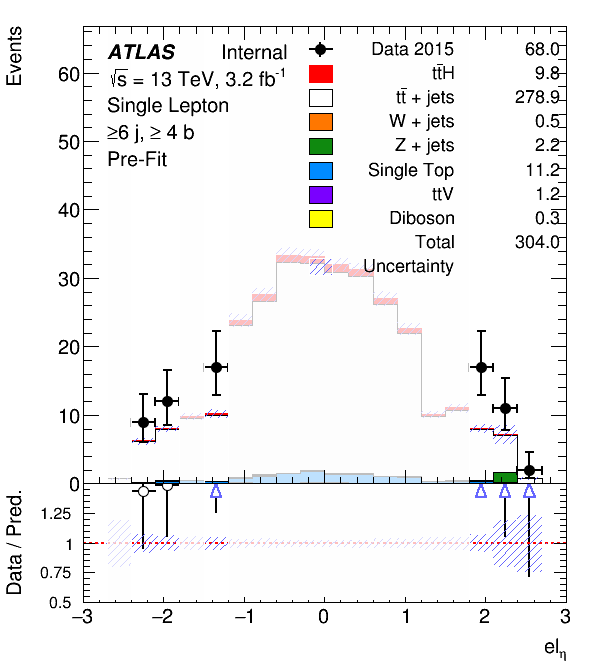 Events
ATLAS Internal
√s = 13 TeV, 3.2 fb⁻¹
Single Lepton
≥6 j, ≥ 4 b
Pre-Fit
Data 2015 68.0
tt̄H 9.8
tt̄ + jets 278.9
W + jets 0.5
Z + jets 2.2
Single Top 11.2
ttV 1.2
Diboson 0.3
Total 304.0
Uncertainty
60
50
40
30
20
10
0
Data / Pred.
1.25
1
0.75
0.5
−3 −2 −1 0 1 2 3
el_η